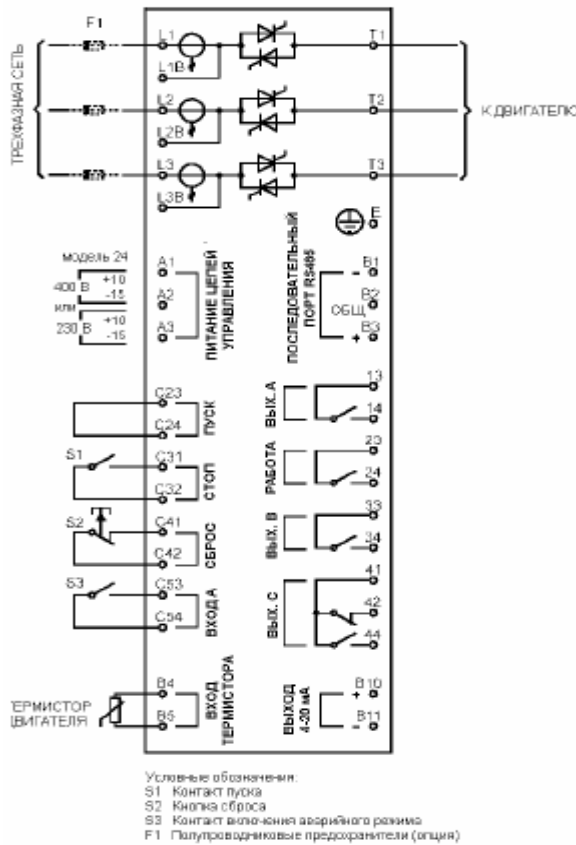 F1
ТРЕХФАЗНАЯ СЕТЬ
L1
L1B
L2
L2B
L3
L3B
T1
T2
T3
К ДВИГАТЕЛЮ
E
модель 24
400 В
+10
-15
или
230 В
+10
-15
A1
A2
A3
ПИТАНИЕ ЦЕПЕЙ
УПРАВЛЕНИЯ
ПОСЛЕДОВАТЕЛЬНЫЙ
ПОРТ RS485
- B1
ОБЩ B2
+ B3
C23
C24
ПУСК
S1
C31
C32
СТОП
S2
C41
C42
СБРОС
S3
C53
C54
ВХОД А
ВЫХ. А
13
14
РАБОТА
23
24
ВЫХ. В
33
34
ВЫХ. С
41
42
44
ТЕРМИСТОР
ДВИГАТЕЛЯ
B4
B5
ВХОД
ТЕРМИСТОРА
ВЫХОД
4-20 мА
+ B10
- B11
Условные обозначения:
S1 Контакт пуска
S2 Кнопка сброса
S3 Контакт включения аварийного режима
F1 Полупроводниковые предохранители (опция)